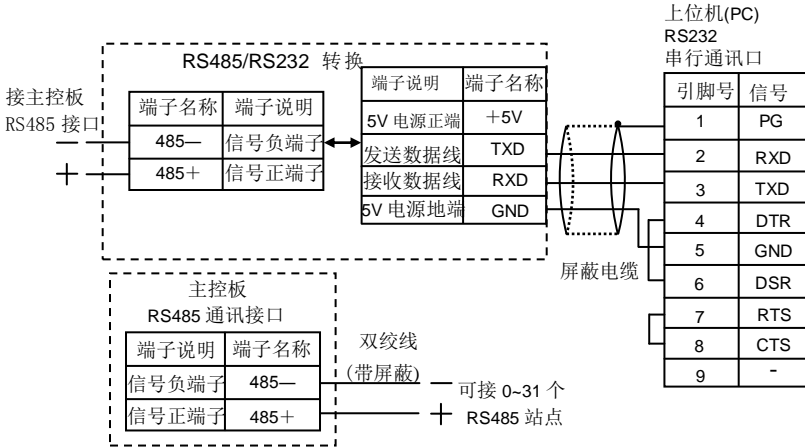 上位机(PC)
RS232
串行通讯口
引脚号 信号
1 PG
2 RXD
3 TXD
4 DTR
5 GND
6 DSR
7 RTS
8 CTS
9 -
RS485/RS232 转换
接主控板
RS485 接口
端子名称 端子说明
485— 信号负端子
485＋ 信号正端子
— ＋
端子说明 端子名称
5V 电源正端 ＋5V
发送数据线 TXD
接收数据线 RXD
5V 电源地端 GND
屏蔽电缆
主控板
RS485 通讯接口
端子说明 端子名称
信号负端子 485—
信号正端子 485＋
双绞线
(带屏蔽)
— 可接 0~31 个
＋ RS485 站点